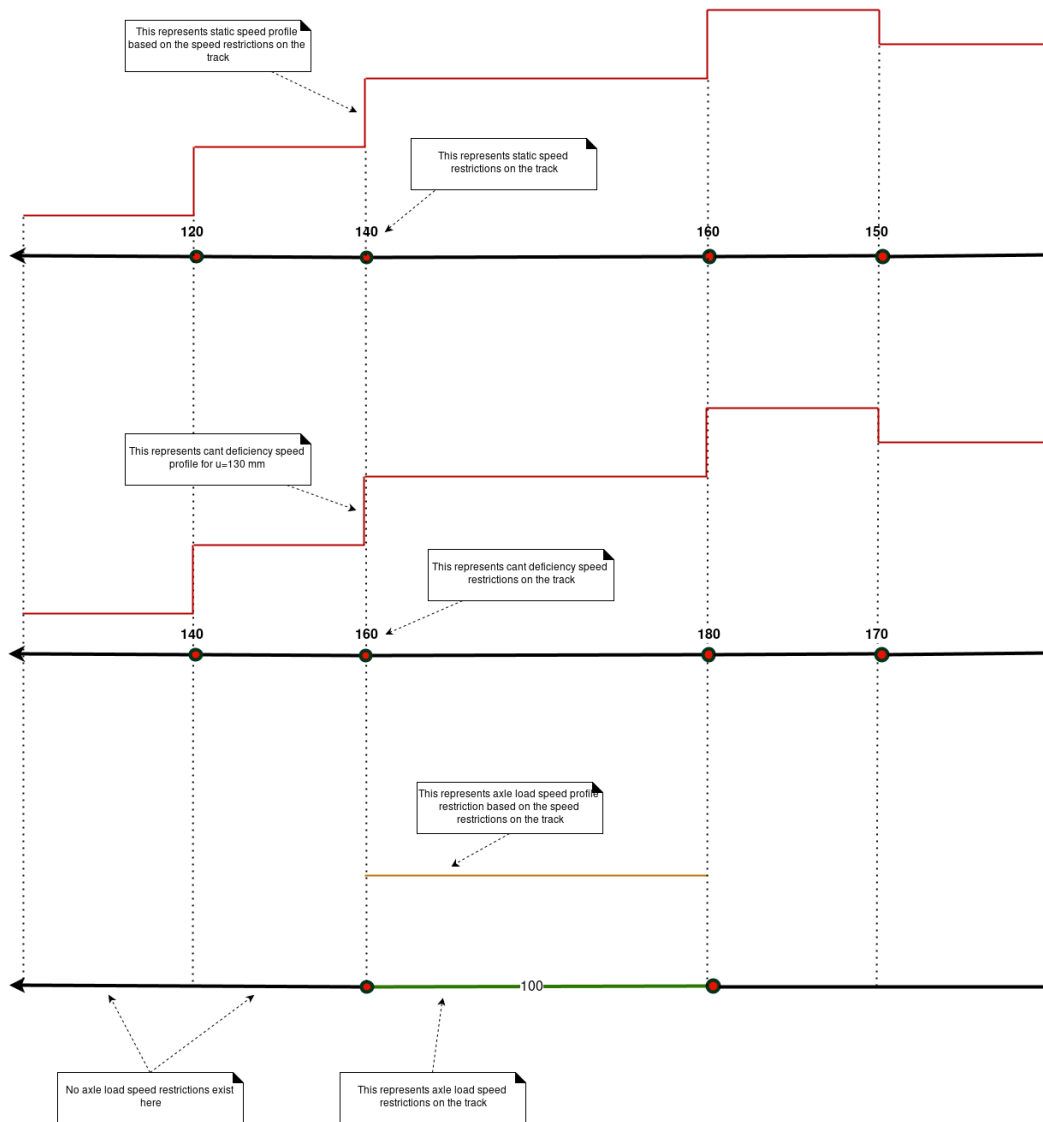 This represents static speed profile
based on the speed restrictions on the
track
This represents static speed
restrictions on the track
120
140
160
150
This represents cant deficiency speed
profile for u=130 mm
This represents cant deficiency speed
restrictions on the track
140
160
180
170
This represents axle load speed profile
restriction based on the speed
restrictions on the track
100
No axle load speed restrictions exist
here
This represents axle load speed
restrictions on the track